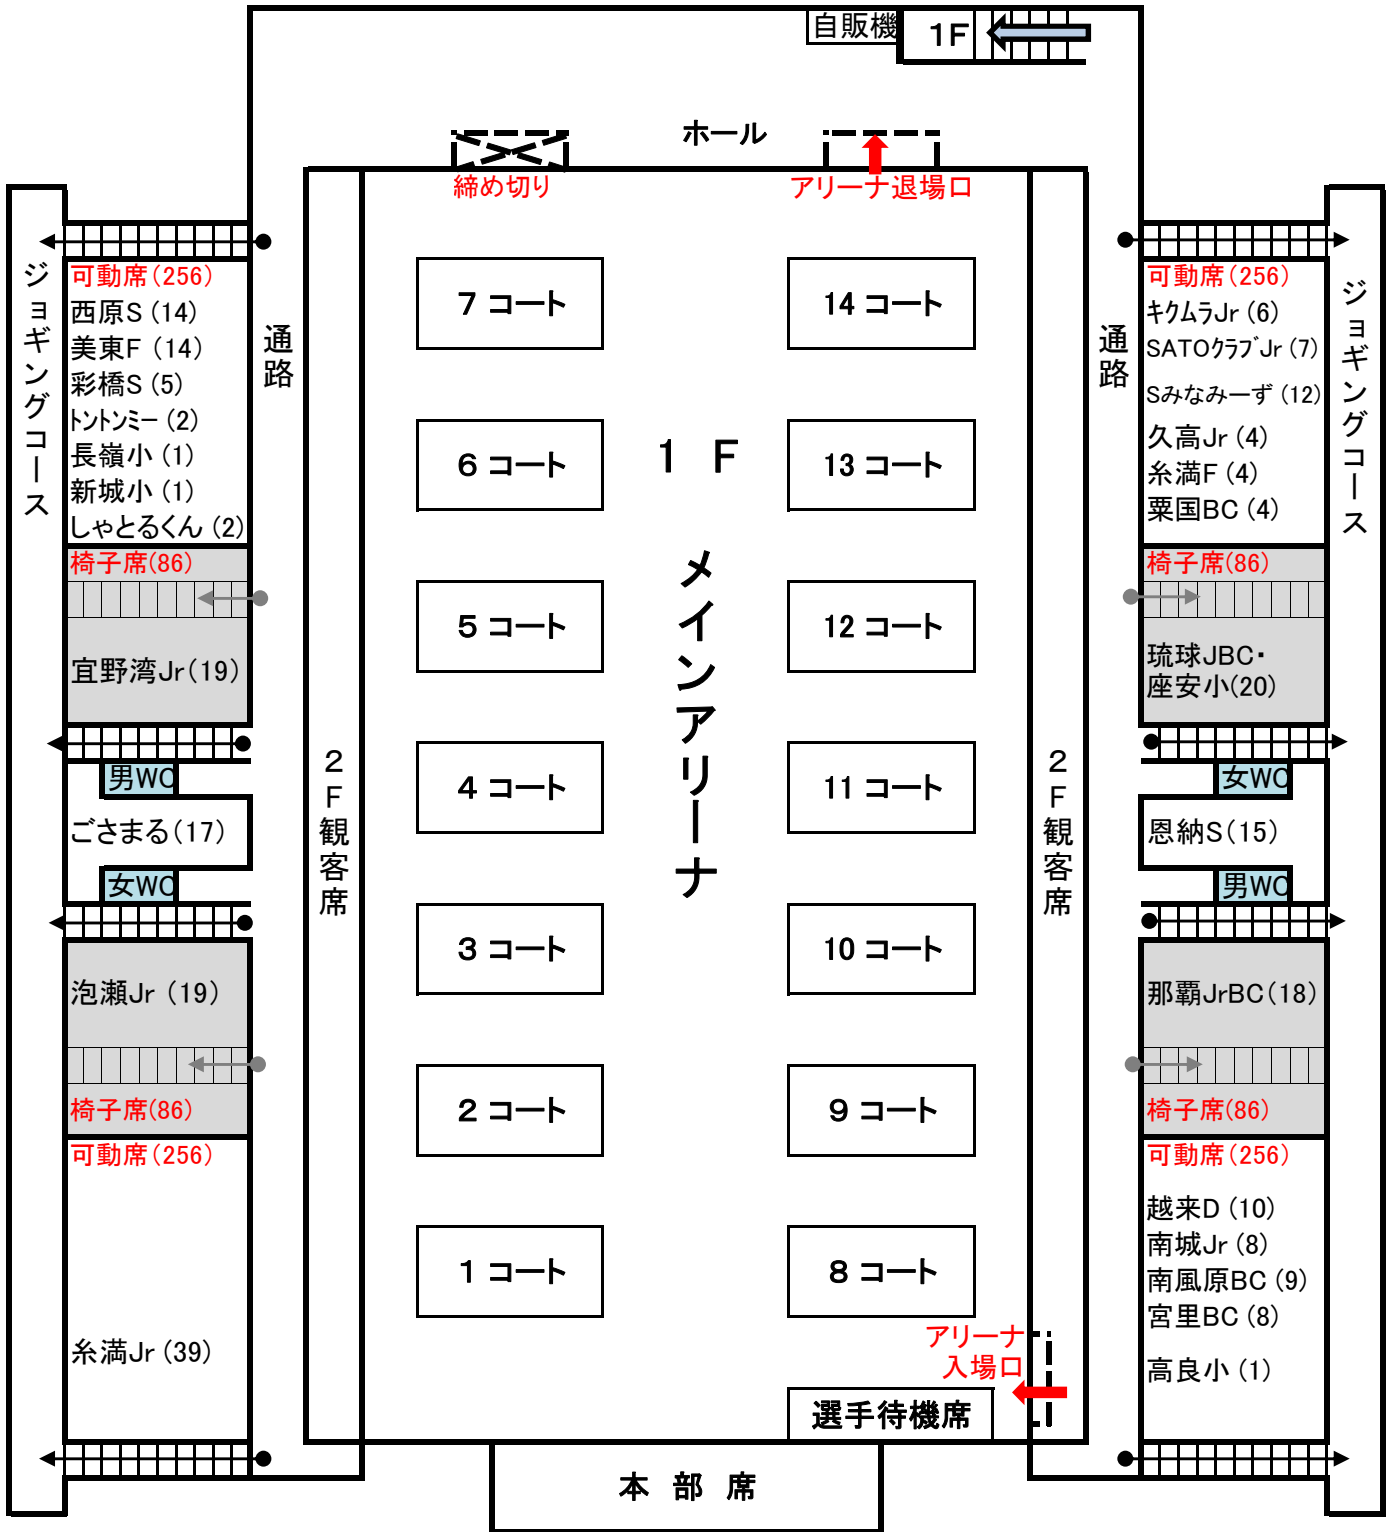 自販機
1F
ホール
締め切り
アリーナ退場口
ジョギングコース
可動席(256)
西原S (14)
美東F (14)
彩橋S (5)
ﾄﾝﾄﾝﾐｰ (2)
長嶺小 (1)
新城小 (1)
しゃとるくん (2)
椅子席(86)
宜野湾Jr(19)
男WC
ごさまる(17)
女WC
泡瀬Jr (19)
椅子席(86)
可動席(256)
糸満Jr (39)
通路
2F観客席
7 コート
6 コート
5 コート
4 コート
3 コート
2 コート
1 コート
1 F
メインアリーナ
14 コート
13 コート
12 コート
11 コート
10 コート
9 コート
8 コート
アリーナ
入場口
選手待機席
本 部 席
2F観客席
通路
可動席(256)
ｷｸﾑﾗJr (6)
SATOｸﾗﾌﾞJr (7)
Sみなみーず (12)
久高Jr (4)
糸満F (4)
粟国BC (4)
椅子席(86)
琉球JBC・
座安小(20)
女WC
恩納S(15)
男WC
那覇JrBC(18)
椅子席(86)
可動席(256)
越来D (10)
南城Jr (8)
南風原BC (9)
宮里BC (8)
高良小 (1)
ジョギングコース